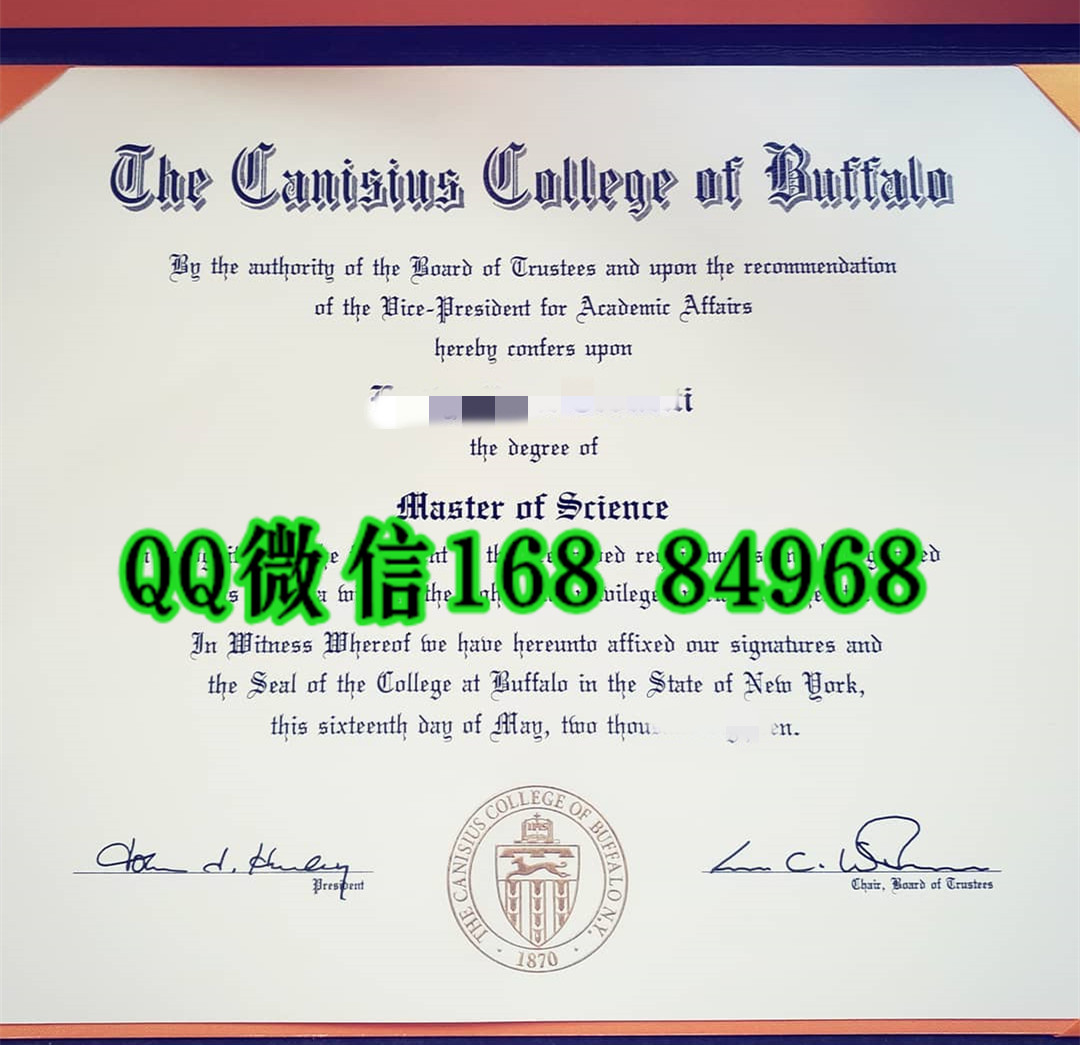 The Canisius College of Buffalo
By the authority of the Board of Trustees and upon the recommendation
of the Vice-President for Academic Affairs
hereby confers upon
the degree of
Master of Science
QQ微信168 84968
In Witness Whereof we have hereunto affixed our signatures and
the Seal of the College at Buffalo in the State of New York,
this sixteenth day of May, two
President
THE CANISIUS COLLEGE OF BUFFALO N.Y.
IHS
1870
Chair, Board of Trustees